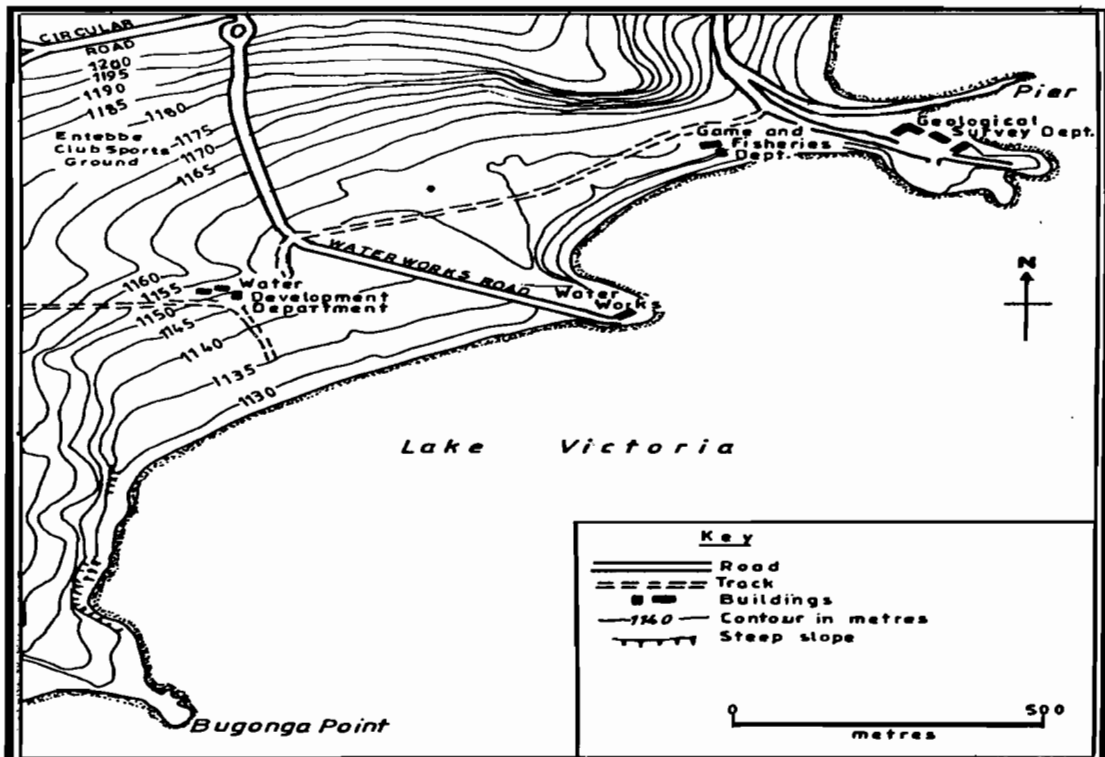 CIRCULAR
ROAD
1200
1195
1190
1185
1180
1175
1170
1165
Entebbe
Club Sports
Ground
Pier
Geological
Survey Dept.
Game and
Fisheries
Dept.
WATER WORKS ROAD
Water
Works
1160
1155
1150
1145
1140
1135
1130
Water
Development
Department
N
Lake Victoria
Bugonga Point
Key
Road
Track
Buildings
1140 Contour in metres
Steep slope
0 500
metres